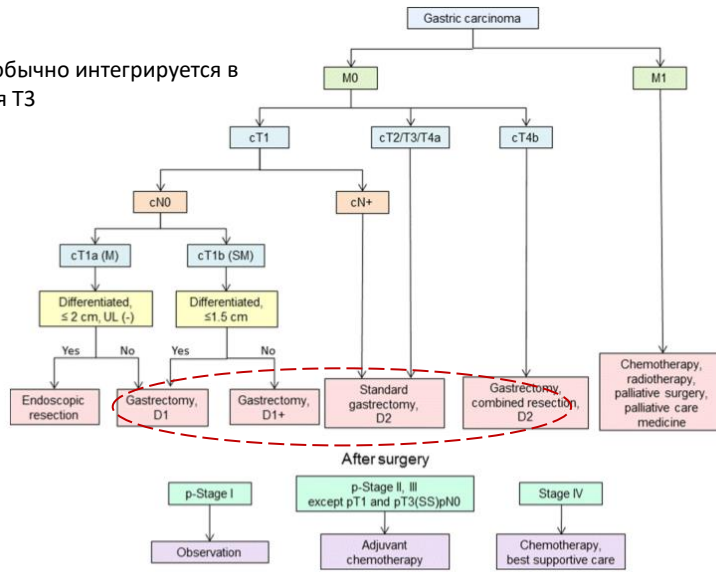 Gastric carcinoma
обычно интегрируется в
я Т3
M0
M1
cT1
cT2/T3/T4a
cT4b
cN0
cN+
cT1a (M)
cT1b (SM)
Differentiated,
≤ 2 cm, UL (-)
Differentiated,
≤1.5 cm
Yes
No
Yes
No
Endoscopic
resection
Gastrectomy,
D1
Gastrectomy,
D1+
Standard
gastrectomy,
D2
Gastrectomy,
combined resection,
D2
Chemotherapy,
radiotherapy,
palliative surgery,
palliative care
medicine
After surgery
p-Stage I
p-Stage II, III
except pT1 and pT3(SS)pN0
Stage IV
Observation
Adjuvant
chemotherapy
Chemotherapy,
best supportive care